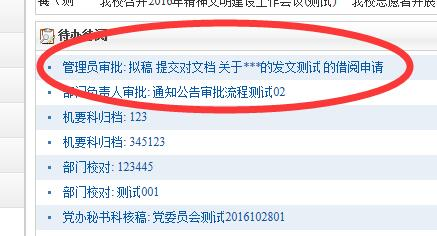 我校召开2016年精神文明建设工作会议(测试)
我校志愿者开展
待办待阅
管理员审批: 拟稿 提交对文档 关于***的发文测试 的借阅申请
部门负责人审批: 通知公告审批流程测试02
机要科归档: 123
机要科归档: 345123
部门校对: 123445
部门校对: 测试001
党办秘书科核稿: 党委员会测试2016102801